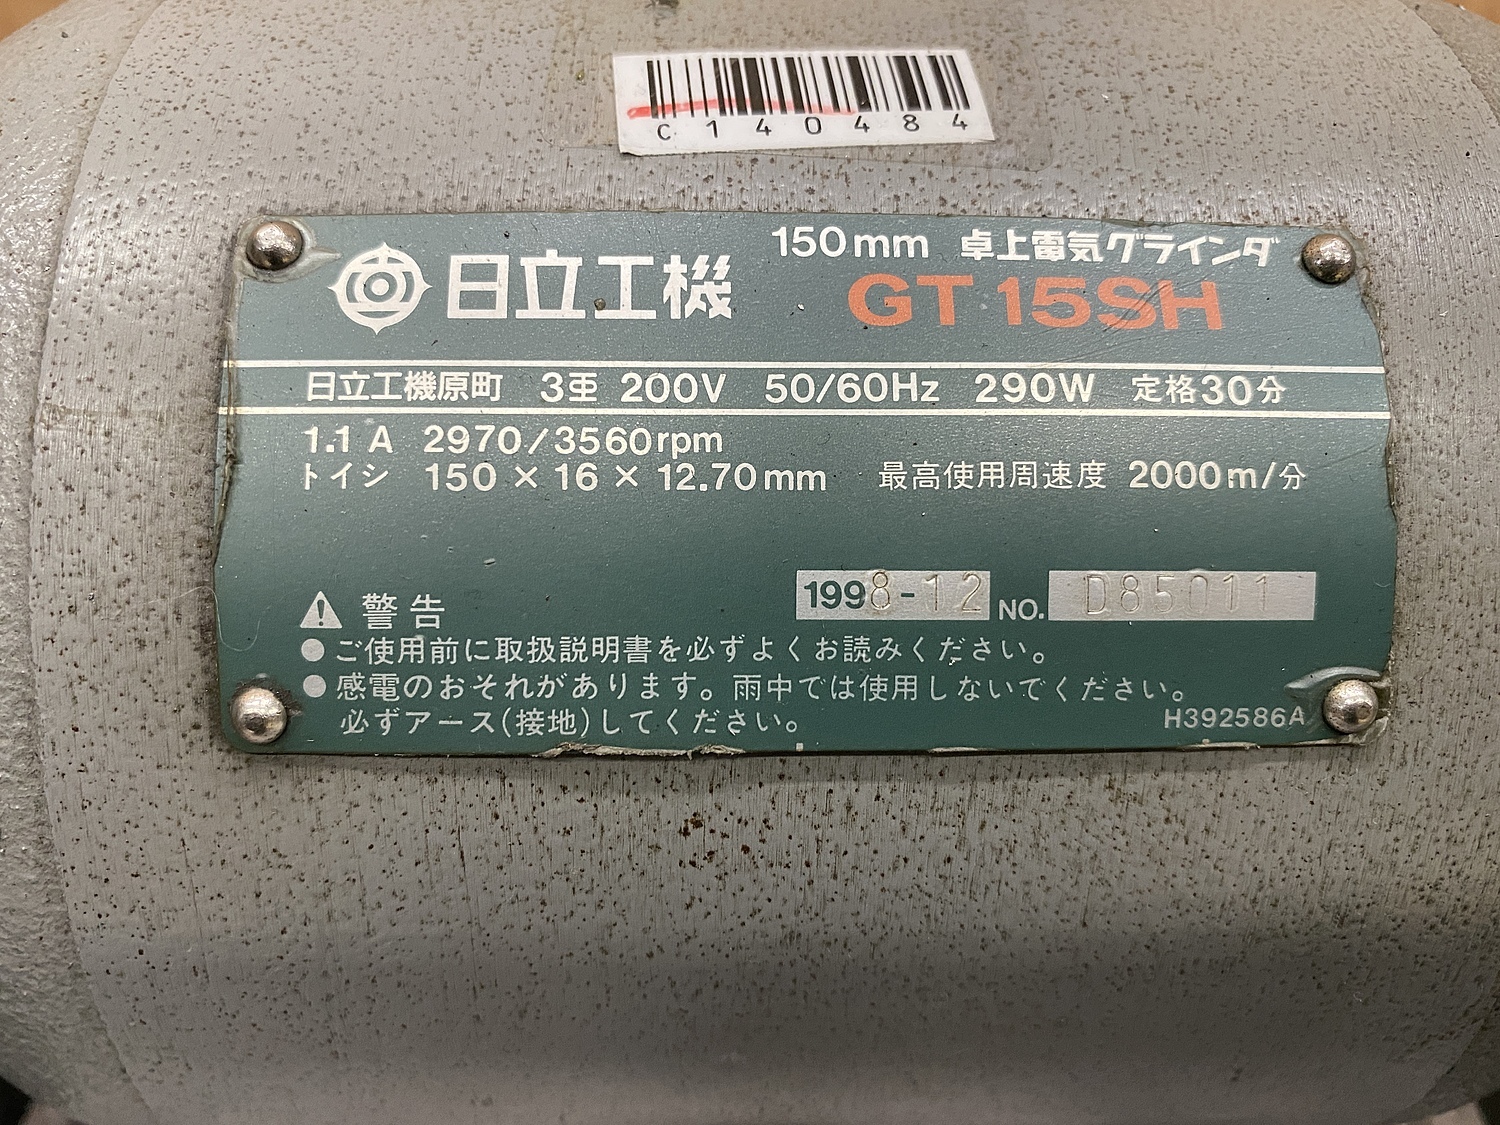 C140484
日立工機
150mm 卓上電気グラインダ
GT 15SH
日立工機原町 3亜 200V 50/60Hz 290W 定格30分
1.1A 2970/3560rpm
トイシ 150×16×12.70mm 最高使用周速度 2000m/分
1998-12 NO. D85011
警告
●ご使用前に取扱説明書を必ずよくお読みください。
●感電のおそれがあります。雨中では使用しないでください。
必ずアース(接地)してください。
H392586A